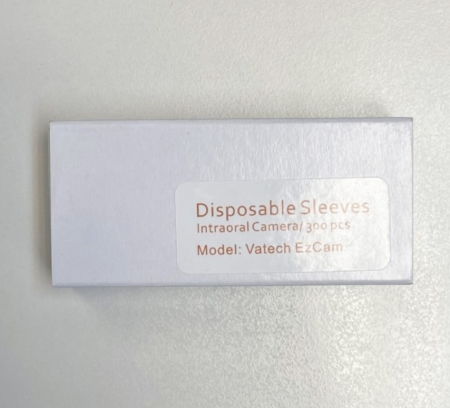 Disposable Sleeves
Intraoral Camera/ 300 pcs
Model: Vatech EzCam